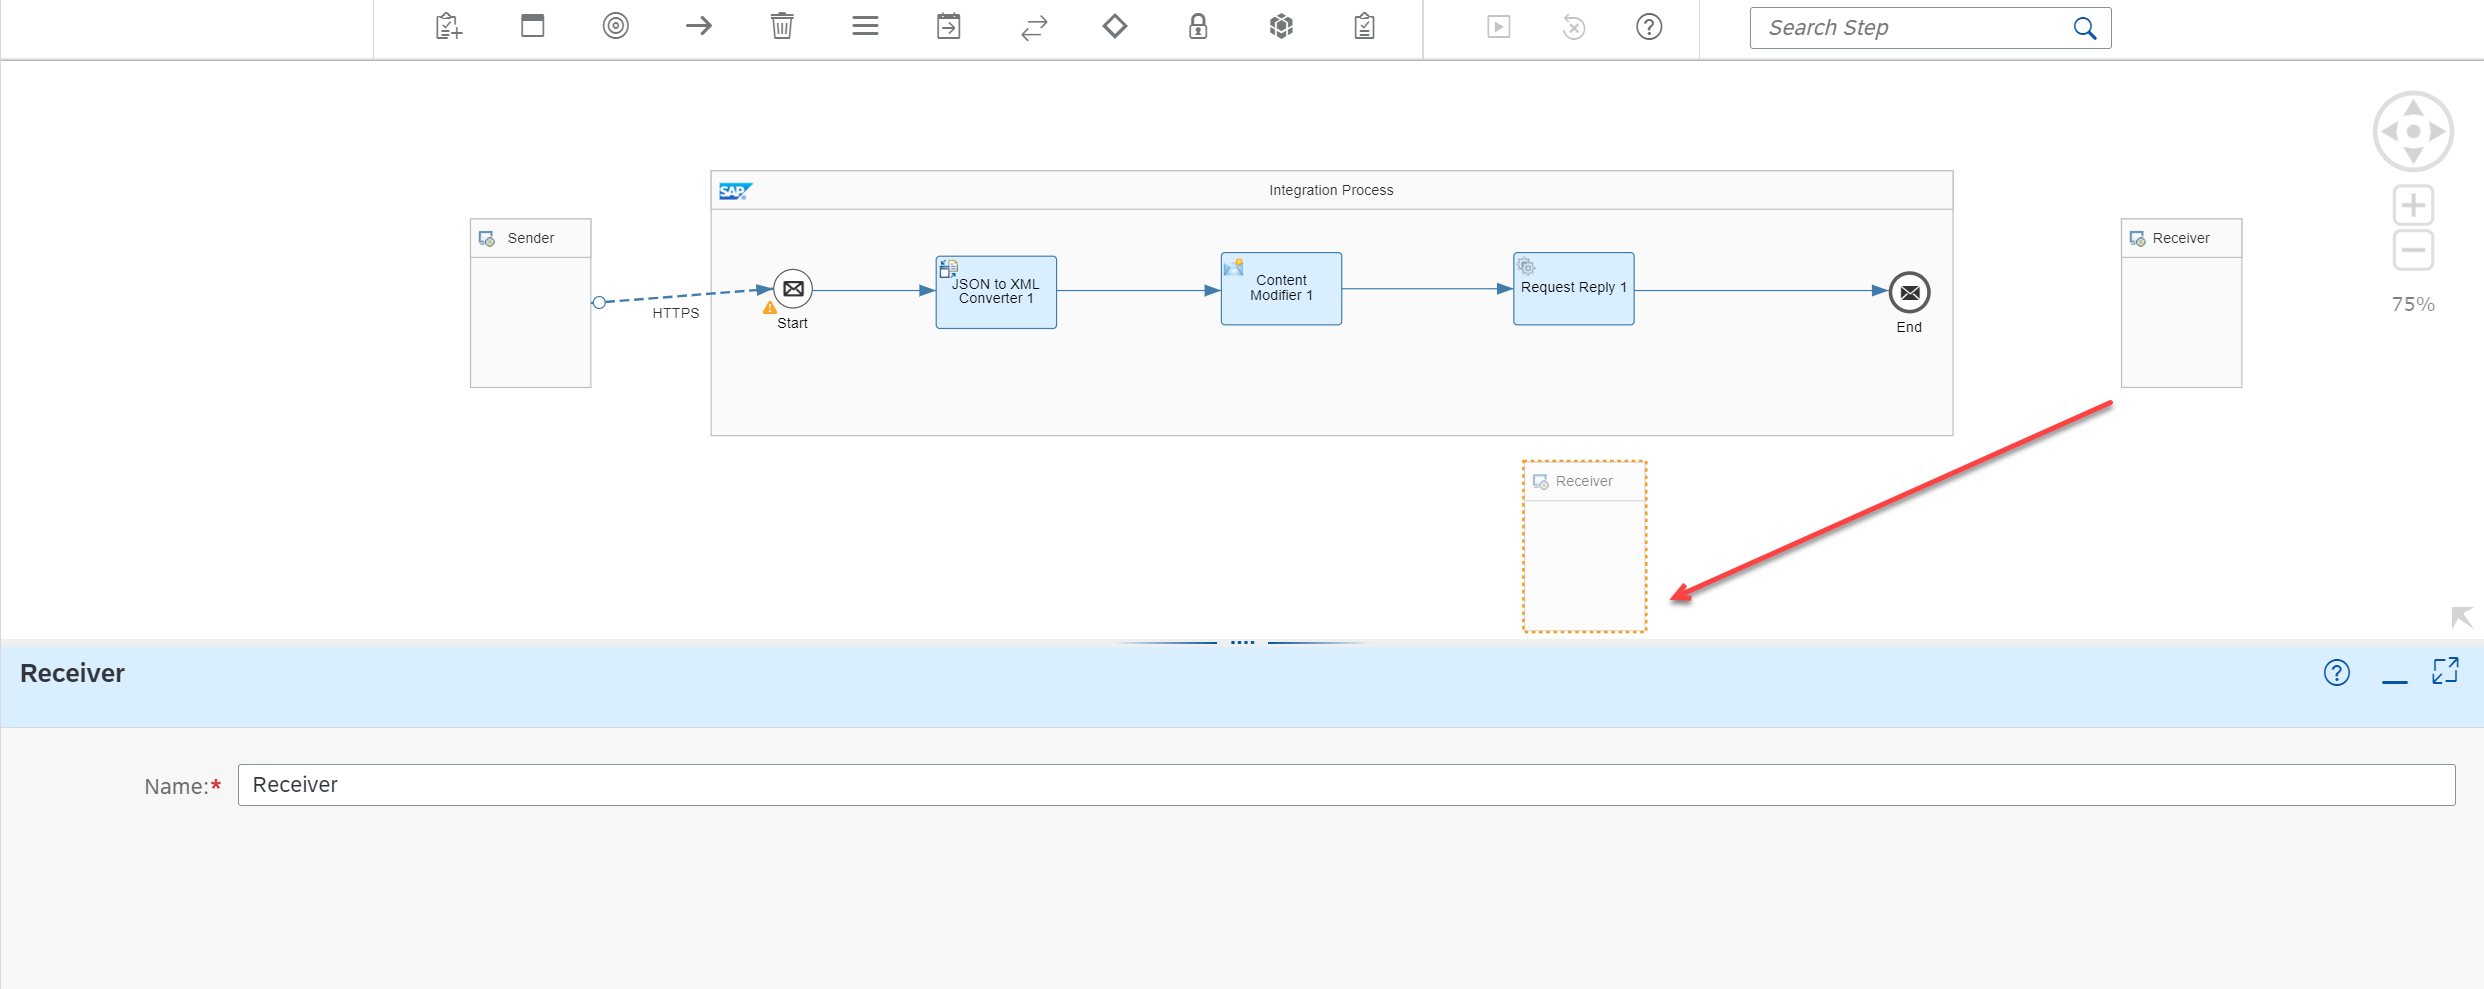 Search Step
SAP
Integration Process
Sender
Receiver
JSON to XML
Converter 1
Content
Modifier 1
Request Reply 1
HTTPS
Start
End
75%
Receiver
Receiver
Name:*
Receiver